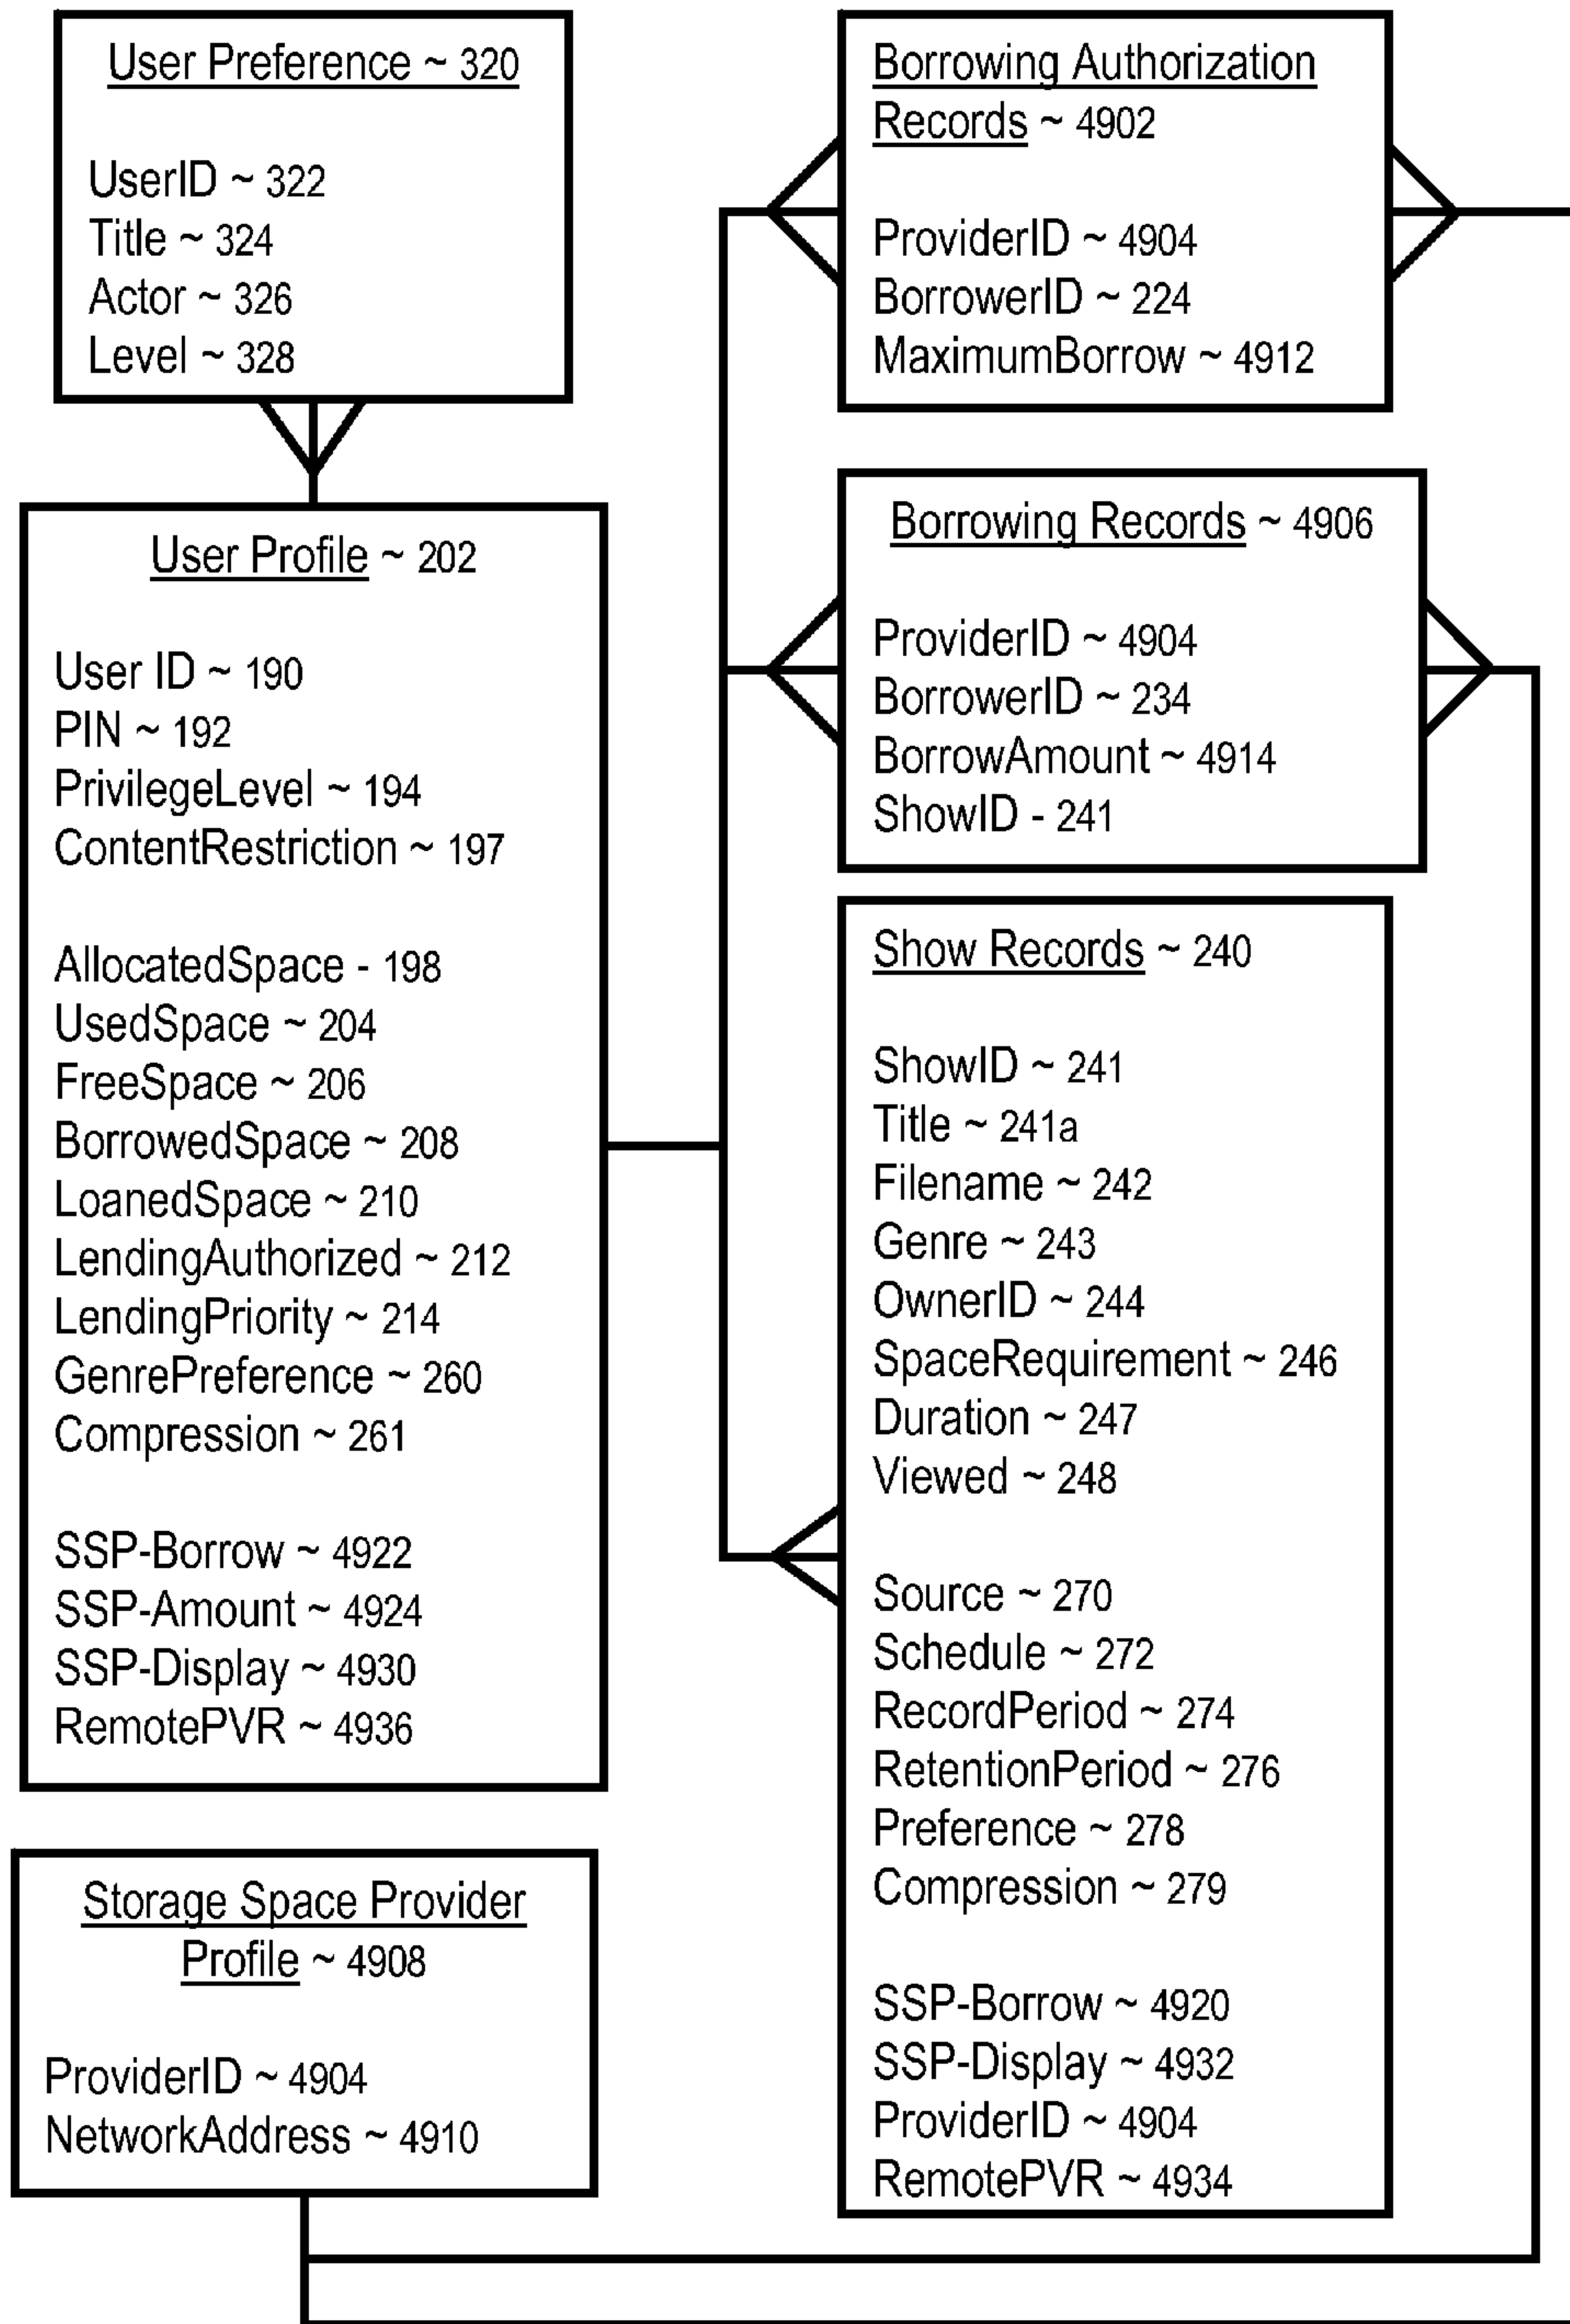 User Preference ~ 320
UserID ~ 322
Title ~ 324
Actor ~ 326
Level ~ 328
User Profile ~ 202
User ID ~ 190
PIN ~ 192
PrivilegeLevel ~ 194
ContentRestriction ~ 197
AllocatedSpace - 198
UsedSpace ~ 204
FreeSpace ~ 206
BorrowedSpace ~ 208
LoanedSpace ~ 210
LendingAuthorized ~ 212
LendingPriority ~ 214
GenrePreference ~ 260
Compression ~ 261
SSP-Borrow ~ 4922
SSP-Amount ~ 4924
SSP-Display ~ 4930
RemotePVR ~ 4936
Storage Space Provider
Profile ~ 4908
ProviderID ~ 4904
NetworkAddress ~ 4910
Borrowing Authorization
Records ~ 4902
ProviderID ~ 4904
BorrowerID ~ 224
MaximumBorrow ~ 4912
Borrowing Records ~ 4906
ProviderID ~ 4904
BorrowerID ~ 234
BorrowAmount ~ 4914
ShowID - 241
Show Records ~ 240
ShowID ~ 241
Title ~ 241a
Filename ~ 242
Genre ~ 243
OwnerID ~ 244
SpaceRequirement ~ 246
Duration ~ 247
Viewed ~ 248
Source ~ 270
Schedule ~ 272
RecordPeriod ~ 274
RetentionPeriod ~ 276
Preference ~ 278
Compression ~ 279
SSP-Borrow ~ 4920
SSP-Display ~ 4932
ProviderID ~ 4904
RemotePVR ~ 4934